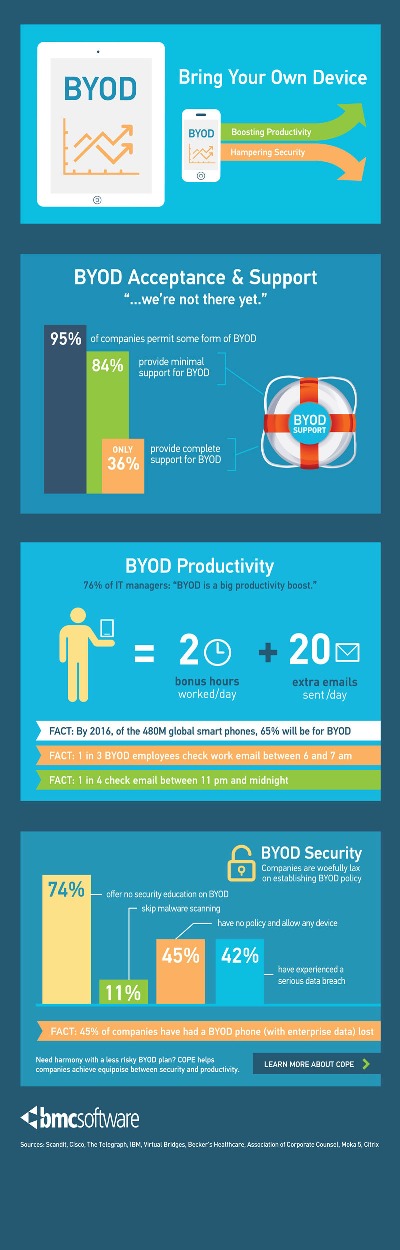 BYOD
Bring Your Own Device
BYOD
Boosting Productivity
Hampering Security
BYOD Acceptance & Support
"...we're not there yet."
95% of companies permit some form of BYOD
84%
provide minimal
support for BYOD
ONLY
36%
provide complete
support for BYOD
BYOD
SUPPORT
BYOD Productivity
76% of IT managers: "BYOD is a big productivity boost."
= 2 + 20
bonus hours
worked/day
extra emails
sent/day
FACT: By 2016, of the 480M global smart phones, 65% will be for BYOD
FACT: 1 in 3 BYOD employees check work email between 6 and 7 am
FACT: 1 in 4 check email between 11 pm and midnight
BYOD Security
Companies are woefully lax
on establishing BYOD policy
74%
offer no security education on BYOD
skip malware scanning
have no policy and allow any device
11%
45%
42%
have experienced a
serious data breach
FACT: 45% of companies have had a BYOD phone (with enterprise data) lost
Need harmony with a less risky BYOD plan? COPE helps
companies achieve equipoise between security and productivity.
LEARN MORE ABOUT COPE
bmcsoftware
Sources: Scandit, Cisco, The Telegraph, IBM, Virtual Bridges, Becker's Healthcare, Association of Corporate Counsel, Moka 5, Citrix